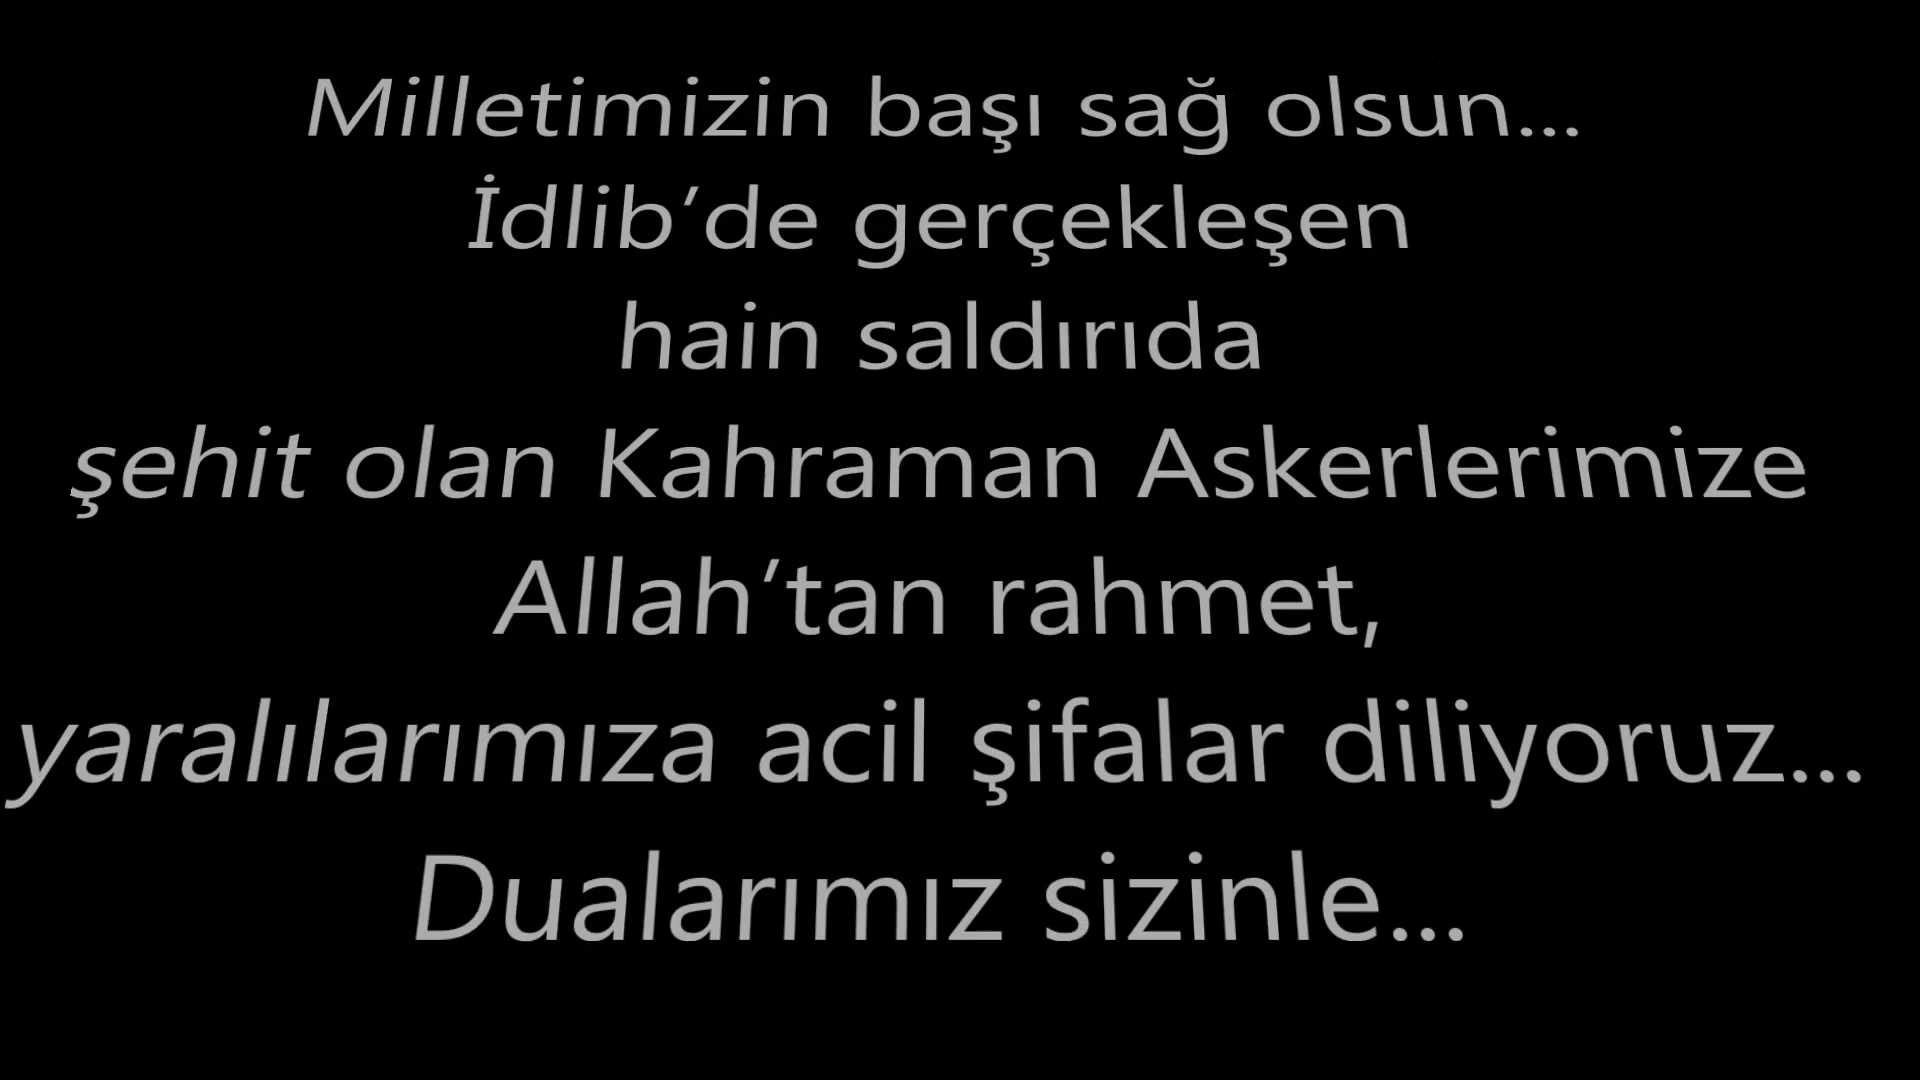 Milletimizin başı sağ olsun...
İdlib’de gerçekleşen
hain saldırıda
şehit olan Kahraman Askerlerimize
Allah’tan rahmet,
yaralılarımıza acil şifalar diliyoruz...
Dualarımız sizinle...